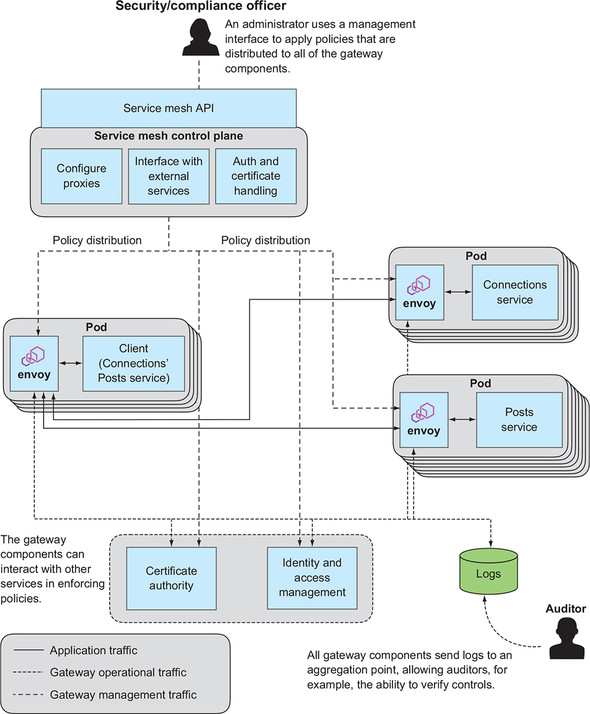 Security/compliance officer
An administrator uses a management
interface to apply policies that are
distributed to all of the gateway
components.
Service mesh API
Service mesh control plane
Configure
proxies
Interface with
external
services
Auth and
certificate
handling
Policy distribution
Policy distribution
Pod
envoy
Connections
service
Pod
envoy
Client
(Connections’
Posts service)
Pod
envoy
Posts
service
The gateway
components can
interact with other
services in enforcing
policies.
Certificate
authority
Identity and
access
management
Logs
Auditor
Application traffic
Gateway operational traffic
Gateway management traffic
All gateway components send logs to an
aggregation point, allowing auditors, for
example, the ability to verify controls.